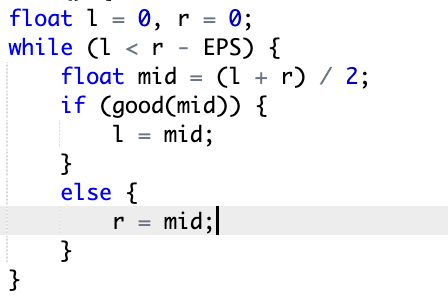 float l = 0, r = 0;
while (l < r - EPS) {
    float mid = (l + r) / 2;
    if (good(mid)) {
        l = mid;
    }
    else {
        r = mid;
    }
}